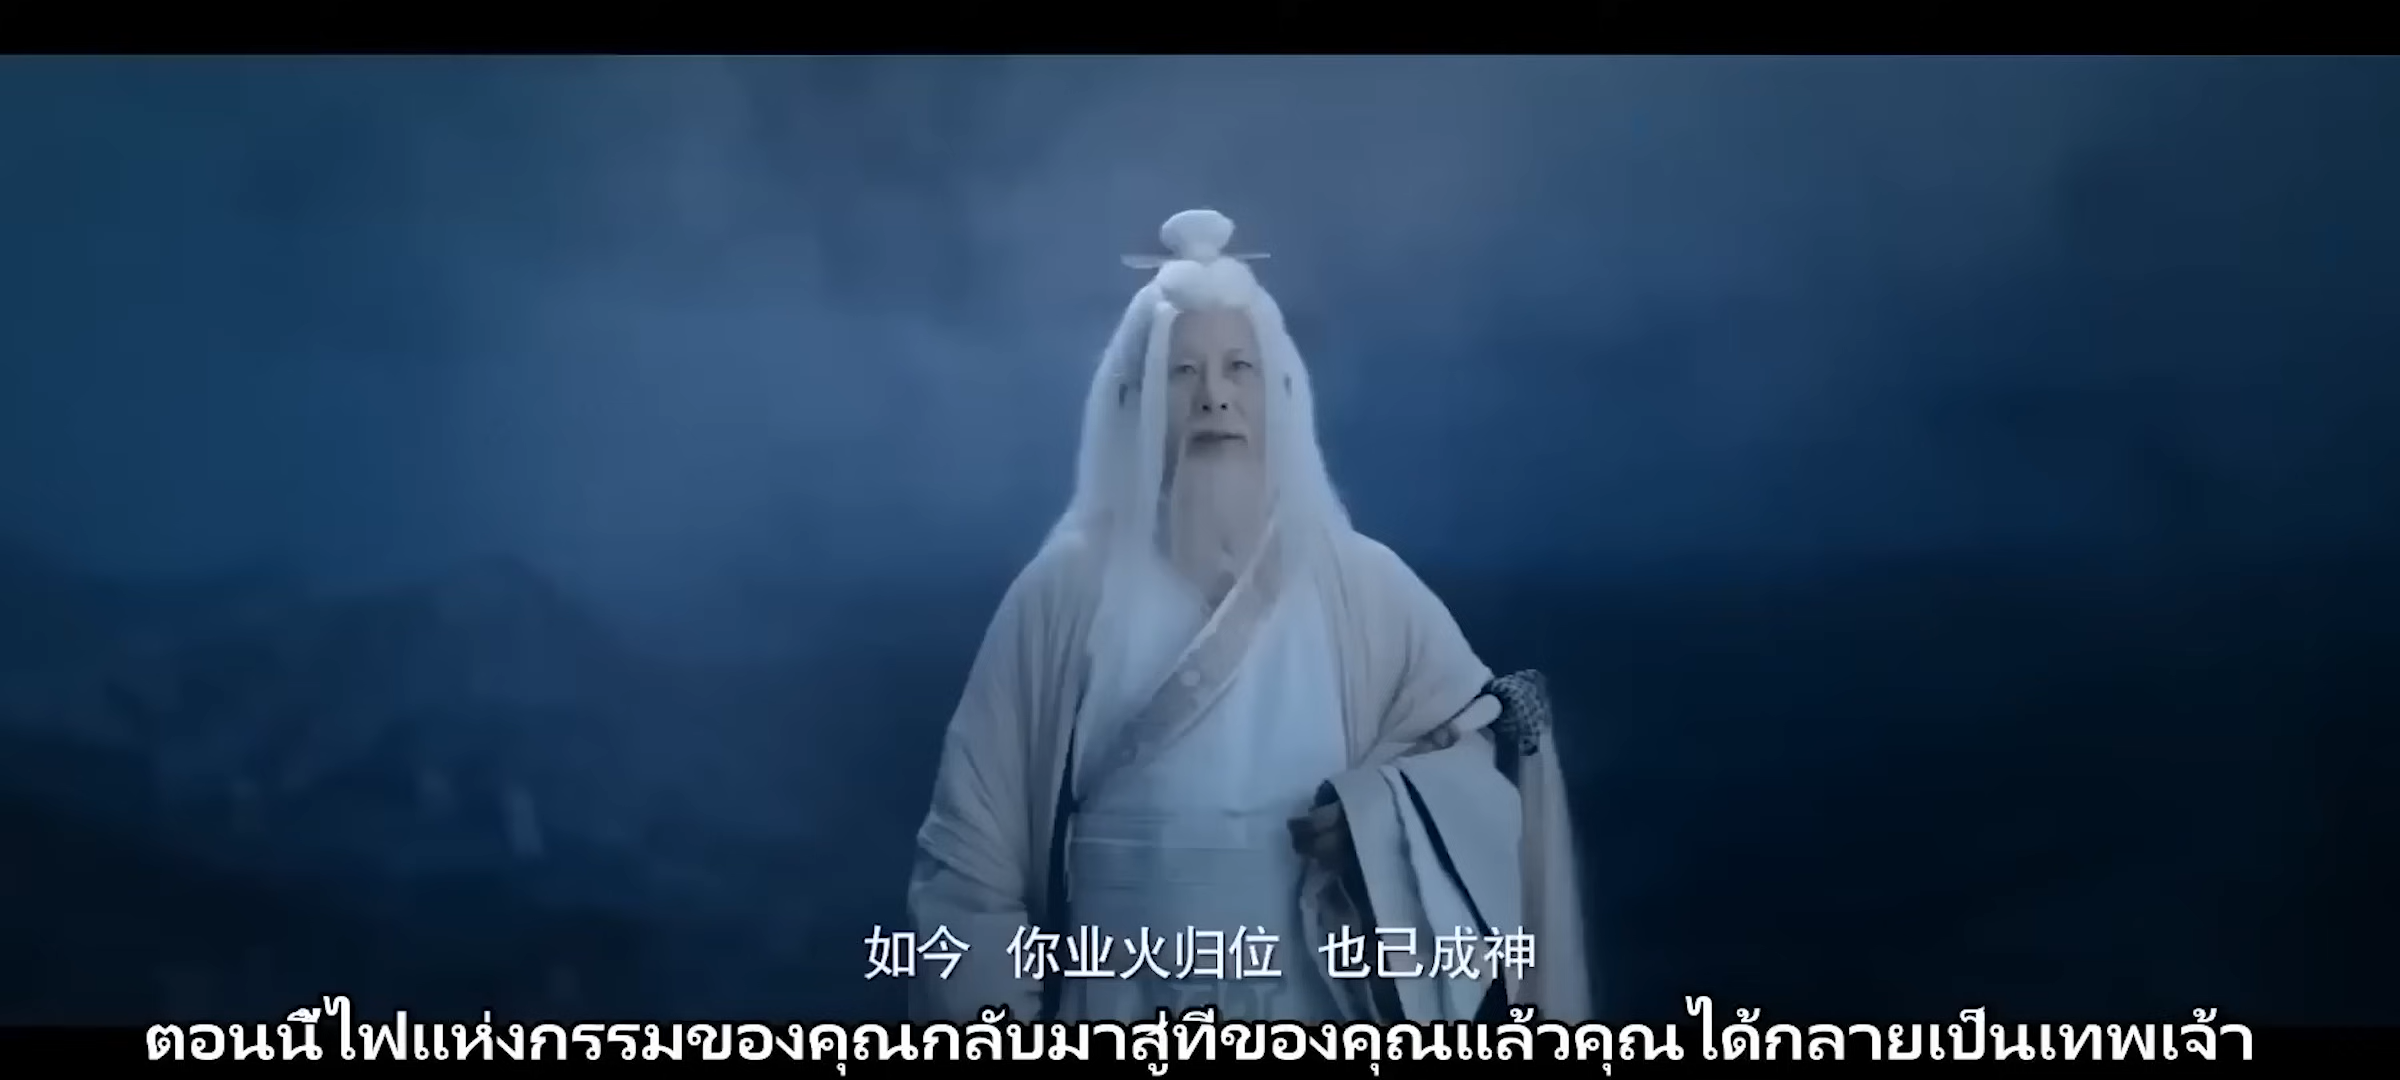 如今 你业火归位 也已成神
ตอนนี้ไฟแห่งกรรมของคุณกลับมาสู่ที่ของคุณแล้วคุณได้กลายเป็นเทพเจ้า